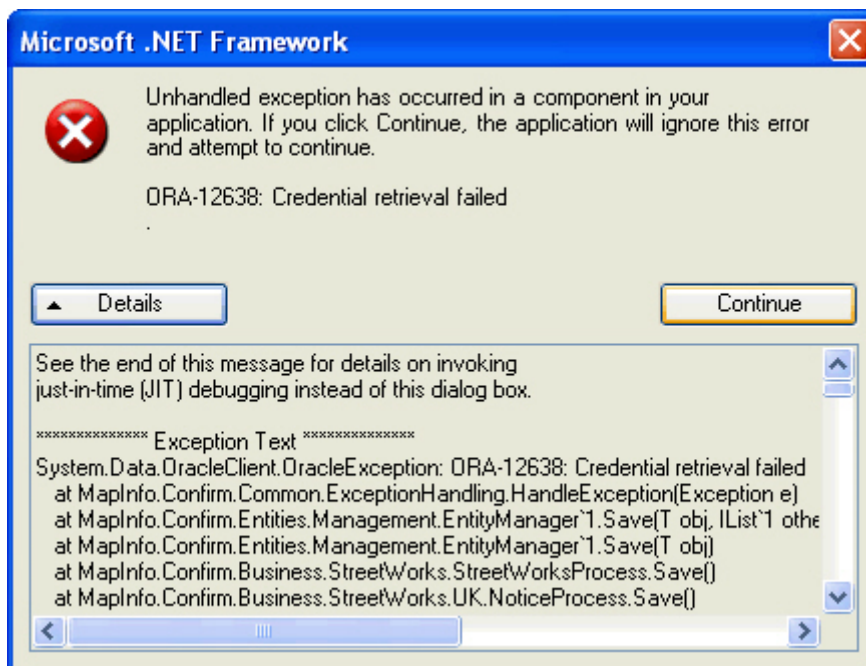 Microsoft .NET Framework
Unhandled exception has occurred in a component in your
application. If you click Continue, the application will ignore this error
and attempt to continue.
ORA-12638: Credential retrieval failed
.
Details
Continue
See the end of this message for details on invoking
just-in-time (JIT) debugging instead of this dialog box.
************** Exception Text **************
System.Data.OracleClient.OracleException: ORA-12638: Credential retrieval failed
at MapInfo.Confirm.Common.ExceptionHandling.HandleException(Exception e)
at MapInfo.Confirm.Entities.Management.EntityManager`1.Save(T obj, IList`1 othe
at MapInfo.Confirm.Entities.Management.EntityManager`1.Save(T obj)
at MapInfo.Confirm.Business.StreetWorks.StreetWorksProcess.Save()
at MapInfo.Confirm.Business.StreetWorks.UK.NoticeProcess.Save()